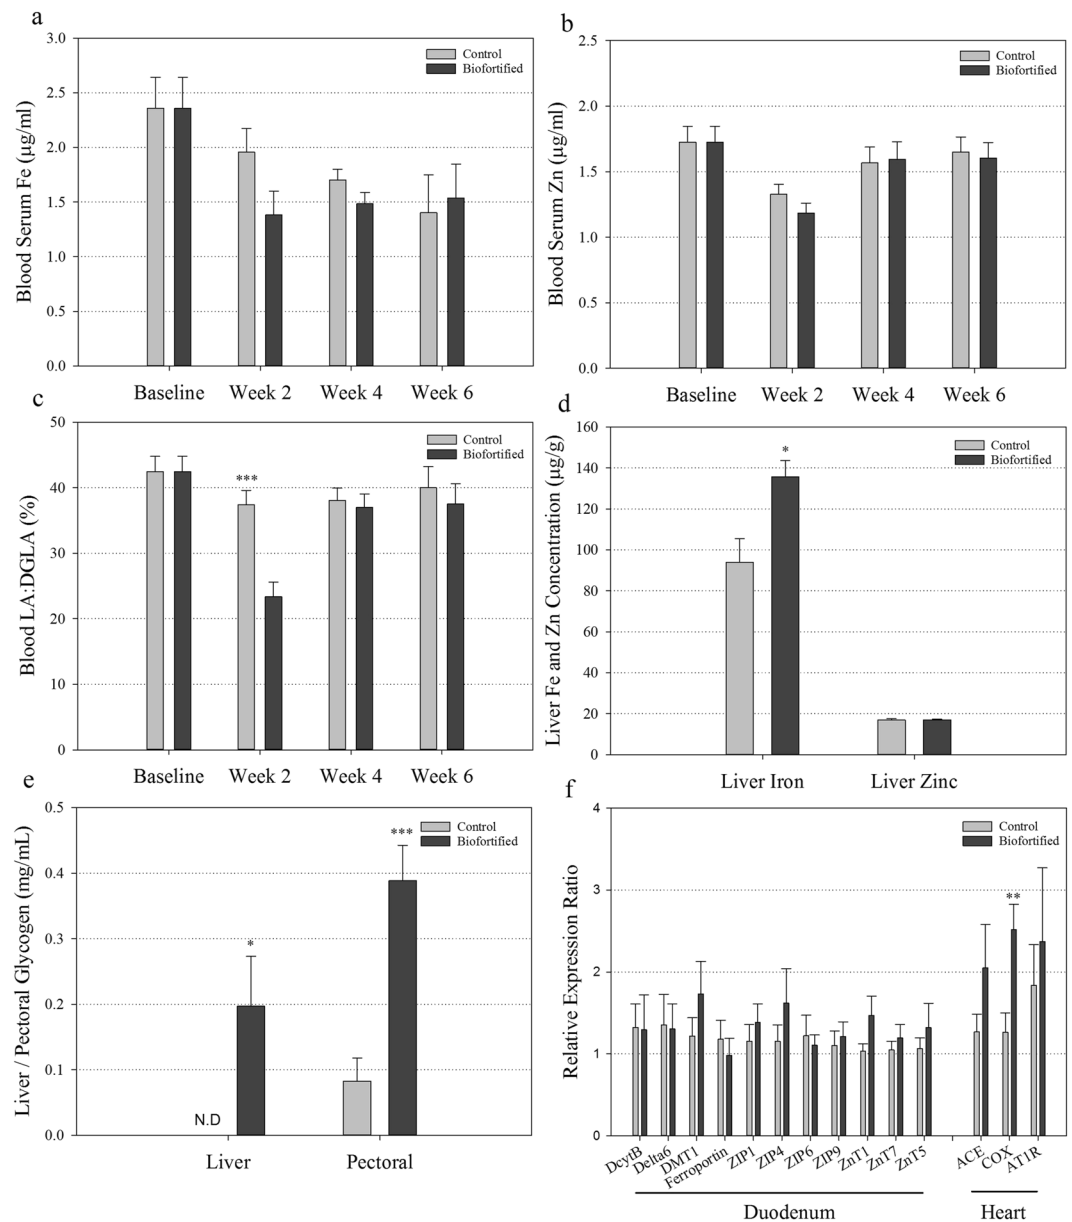 a
Blood Serum Fe (µg/ml)
3.0
2.5
2.0
1.5
1.0
0.5
0.0
Control
Biofortified
Baseline Week 2 Week 4 Week 6
b
Blood Serum Zn (µg/ml)
2.5
2.0
1.5
1.0
0.5
0.0
Control
Biofortified
Baseline Week 2 Week 4 Week 6
c
Blood LA:DGLA (%)
50
40
30
20
10
0
Control
Biofortified
***
Baseline Week 2 Week 4 Week 6
d
Liver Fe and Zn Concentration (µg/g)
160
140
120
100
80
60
40
20
0
Control
Biofortified
*
Liver Iron Liver Zinc
e
Liver / Pectoral Glycogen (mg/mL)
0.5
0.4
0.3
0.2
0.1
0.0
Control
Biofortified
***
*
N.D
Liver Pectoral
f
Relative Expression Ratio
4
3
2
1
0
Control
Biofortified
**
DcytB Delta6 DMT1 Ferroportin ZIP1 ZIP4 ZIP6 ZIP9 ZnT1 ZnT7 ZnT5 ACE COX AT1R
Duodenum Heart